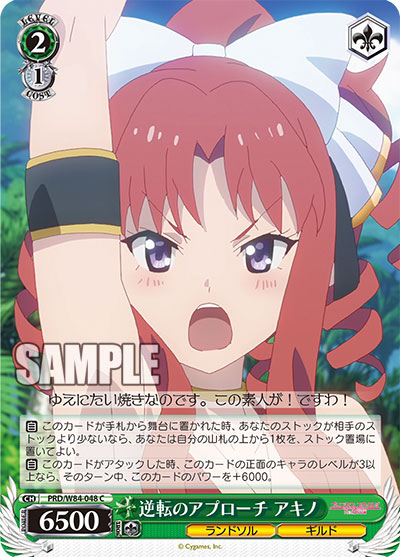 LEVEL
2
1
COST
SAMPLE
ゆえにたい焼きなのです。この素人が！ですわ！
このカードが手札から舞台に置かれた時、あなたのストックが相手のス
トックより少ないなら、あなたは自分の山札の上から1枚を、ストック置場に
置いてよい。
このカードがアタックした時、このカードの正面のキャラのレベルが3以
上なら、そのターン中、このカードのパワーを+6000。
CH PRD/W84-048 C
6500
逆転のアプローチ アキノ
ランドソル
ギルド
© Cygames, Inc.